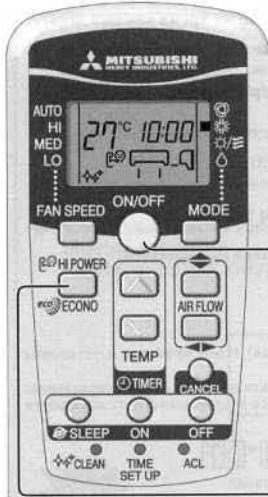 MITSUBISHI
HEAVY INDUSTRIES, LTD.
AUTO
HI
MED
LO
27°C 10:00
FAN SPEED
ON/OFF
MODE
HI POWER
eco ECONO
AIR FLOW
TEMP
TIMER
CANCEL
SLEEP ON OFF
CLEAN TIME SET UP ACL